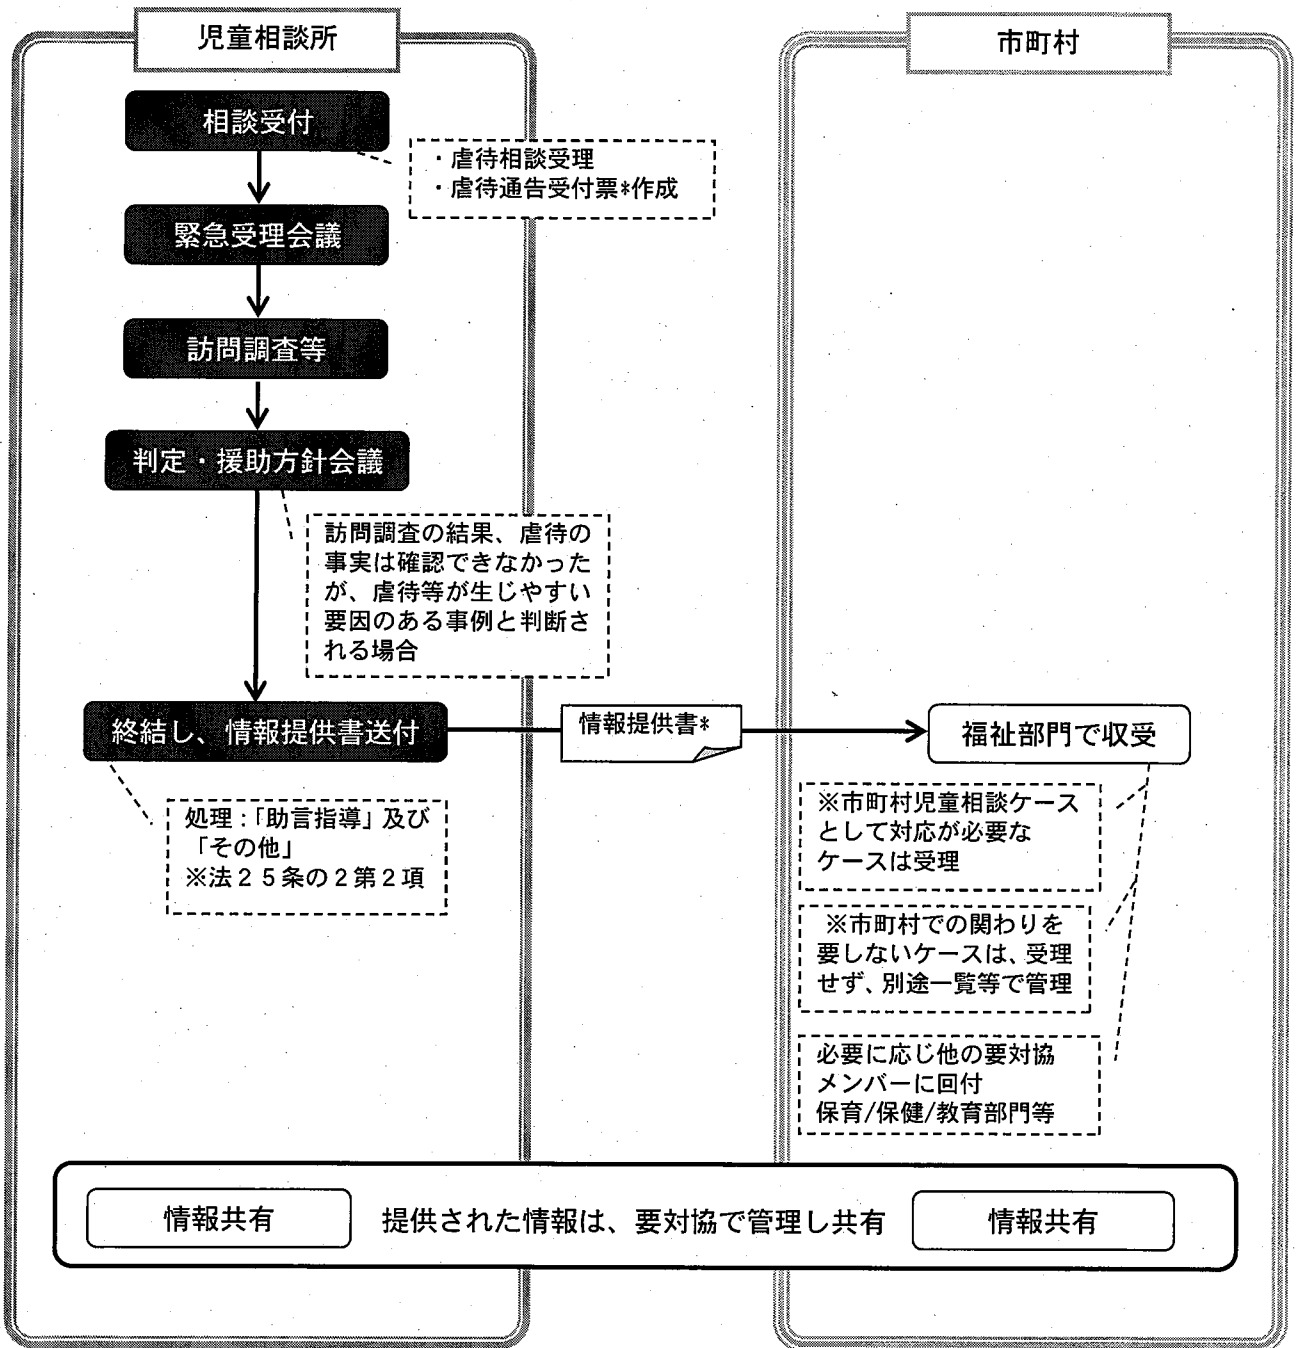 児童相談所
市町村
相談受付
・虐待相談受理
・虐待通告受付票*作成
緊急受理会議
訪問調査等
判定・援助方針会議
訪問調査の結果、虐待の
事実は確認できなかった
が、虐待等が生じやすい
要因のある事例と判断さ
れる場合
終結し、情報提供書送付
情報提供書*
福祉部門で収受
処理：「助言指導」及び
「その他」
※法２５条の２第２項
※市町村児童相談ケース
として対応が必要な
ケースは受理
※市町村での関わりを
要しないケースは、受理
せず、別途一覧等で管理
必要に応じ他の要対協
メンバーに回付
保育/保健/教育部門等
情報共有
提供された情報は、要対協で管理し共有
情報共有